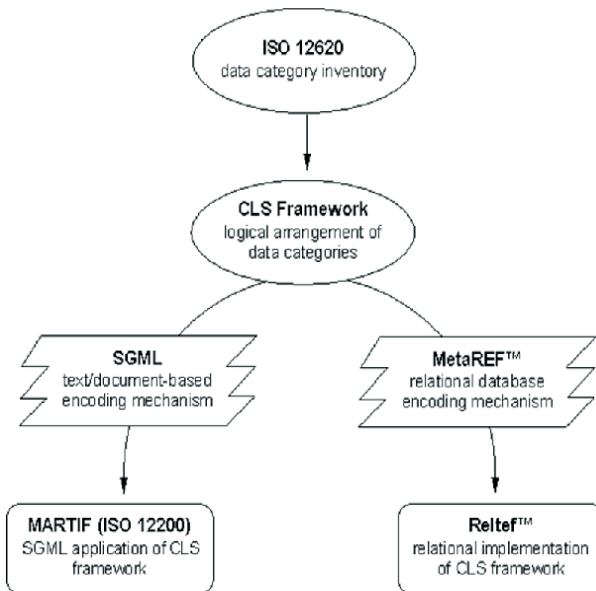 ISO 12620
data category inventory
CLS Framework
logical arrangement of
data categories
SGML
text/document-based
encoding mechanism
MetaREF™
relational database
encoding mechanism
MARTIF (ISO 12200)
SGML application of CLS
framework
Reltef™
relational implementation
of CLS framework